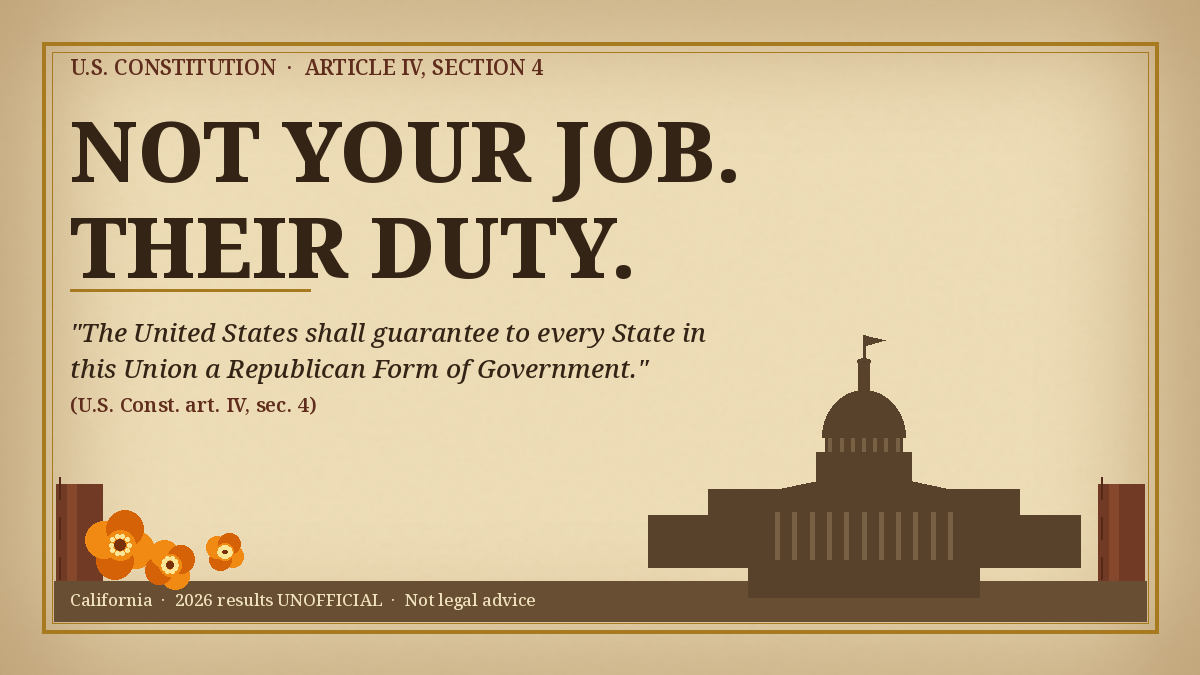 U.S. CONSTITUTION · ARTICLE IV, SECTION 4
NOT YOUR JOB.
THEIR DUTY.
"The United States shall guarantee to every State in
this Union a Republican Form of Government."
(U.S. Const. art. IV, sec. 4)
California · 2026 results UNOFFICIAL · Not legal advice